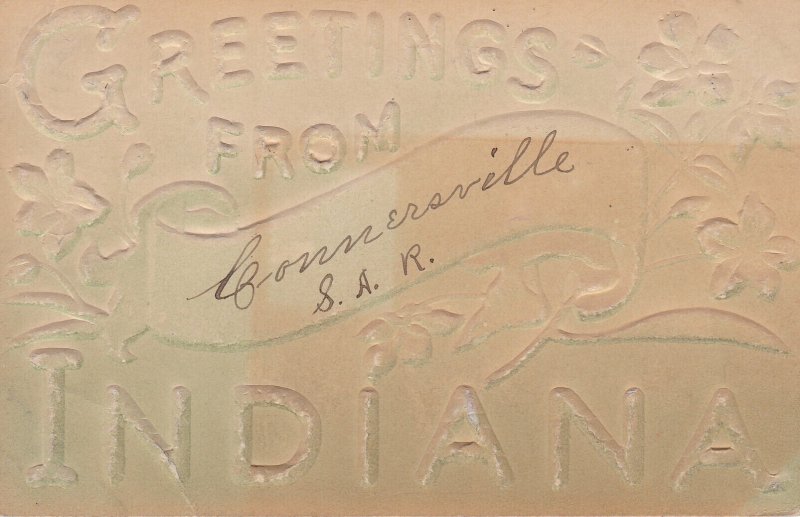 GREETINGS
FROM
Connersville
S. A. R.
INDIANA